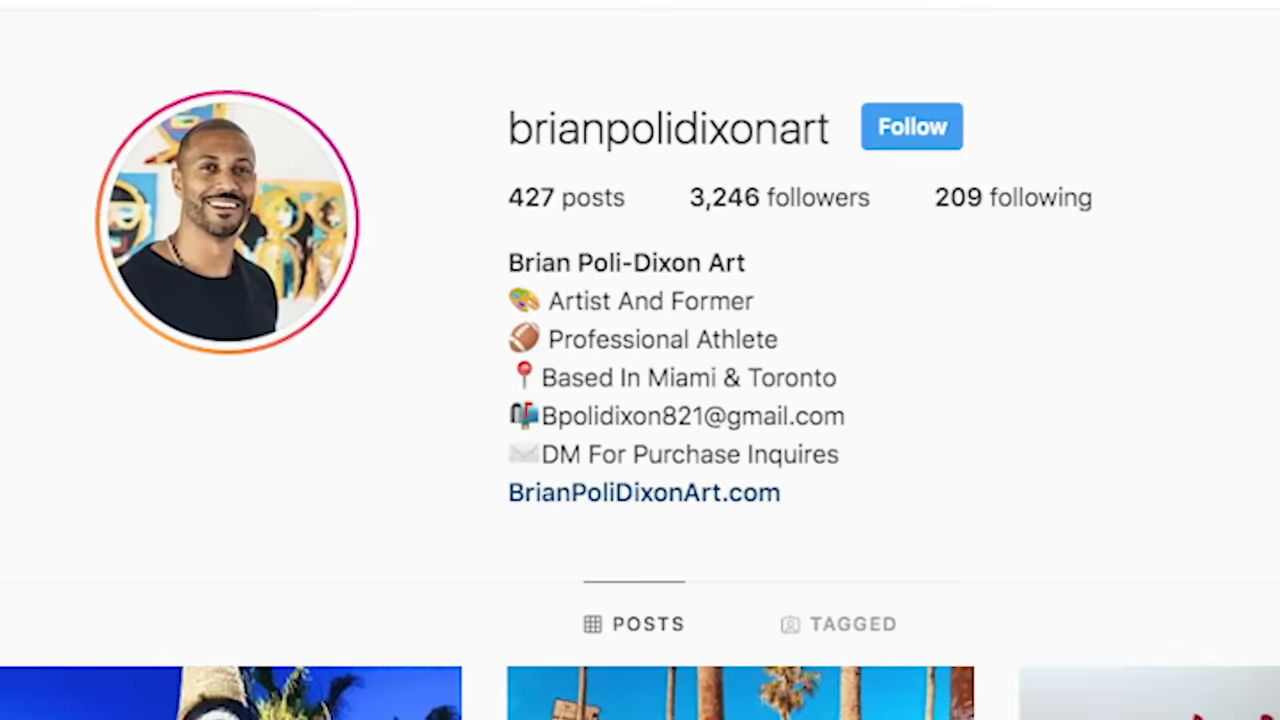 brianpolidixonart Follow
427 posts 3,246 followers 209 following
Brian Poli-Dixon Art
🎨 Artist And Former
🏈 Professional Athlete
📍Based In Miami & Toronto
📬Bpolidixon821@gmail.com
✉️DM For Purchase Inquires
BrianPoliDixonArt.com
POSTS TAGGED